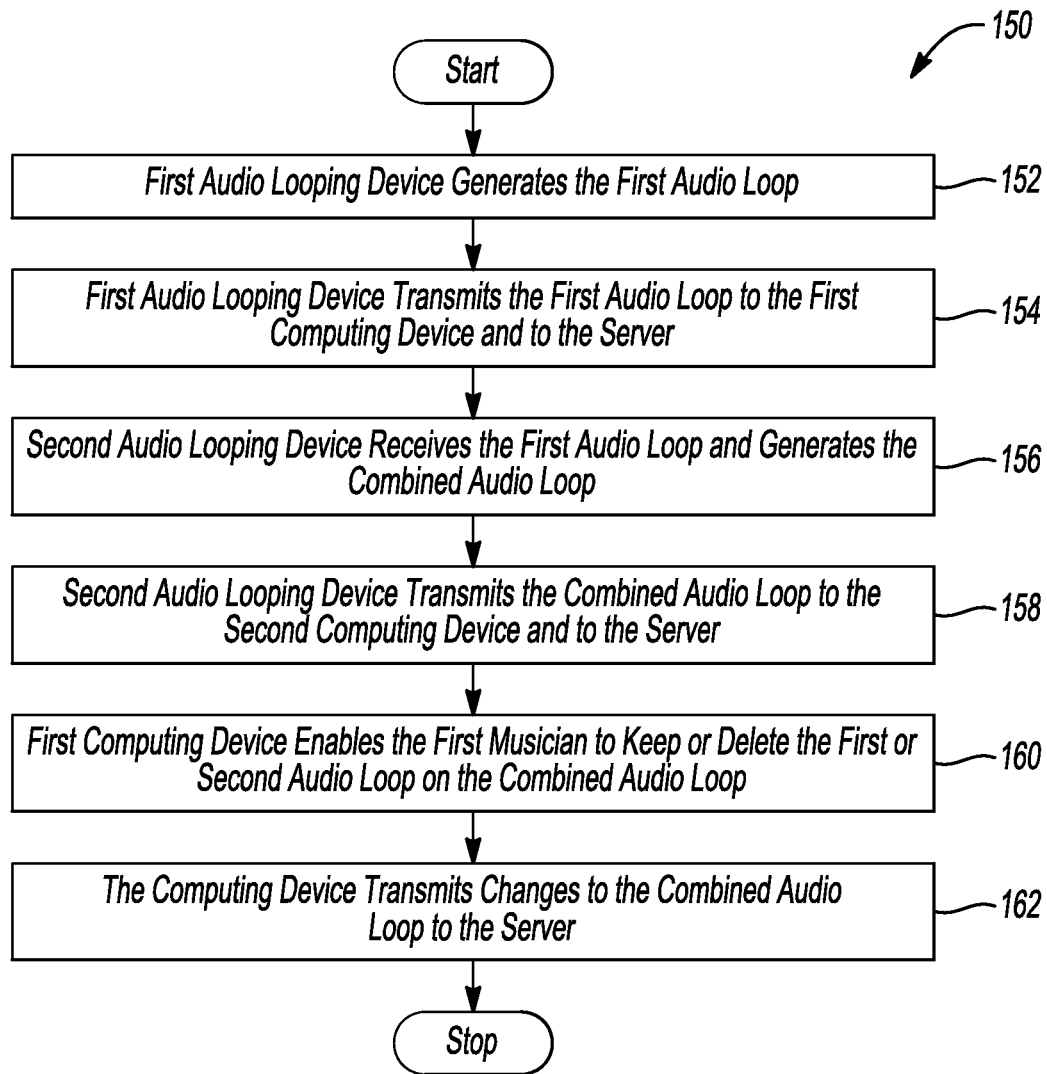 150
Start
First Audio Looping Device Generates the First Audio Loop
152
First Audio Looping Device Transmits the First Audio Loop to the First
Computing Device and to the Server
154
Second Audio Looping Device Receives the First Audio Loop and Generates the
Combined Audio Loop
156
Second Audio Looping Device Transmits the Combined Audio Loop to the
Second Computing Device and to the Server
158
First Computing Device Enables the First Musician to Keep or Delete the First or
Second Audio Loop on the Combined Audio Loop
160
The Computing Device Transmits Changes to the Combined Audio
Loop to the Server
162
Stop